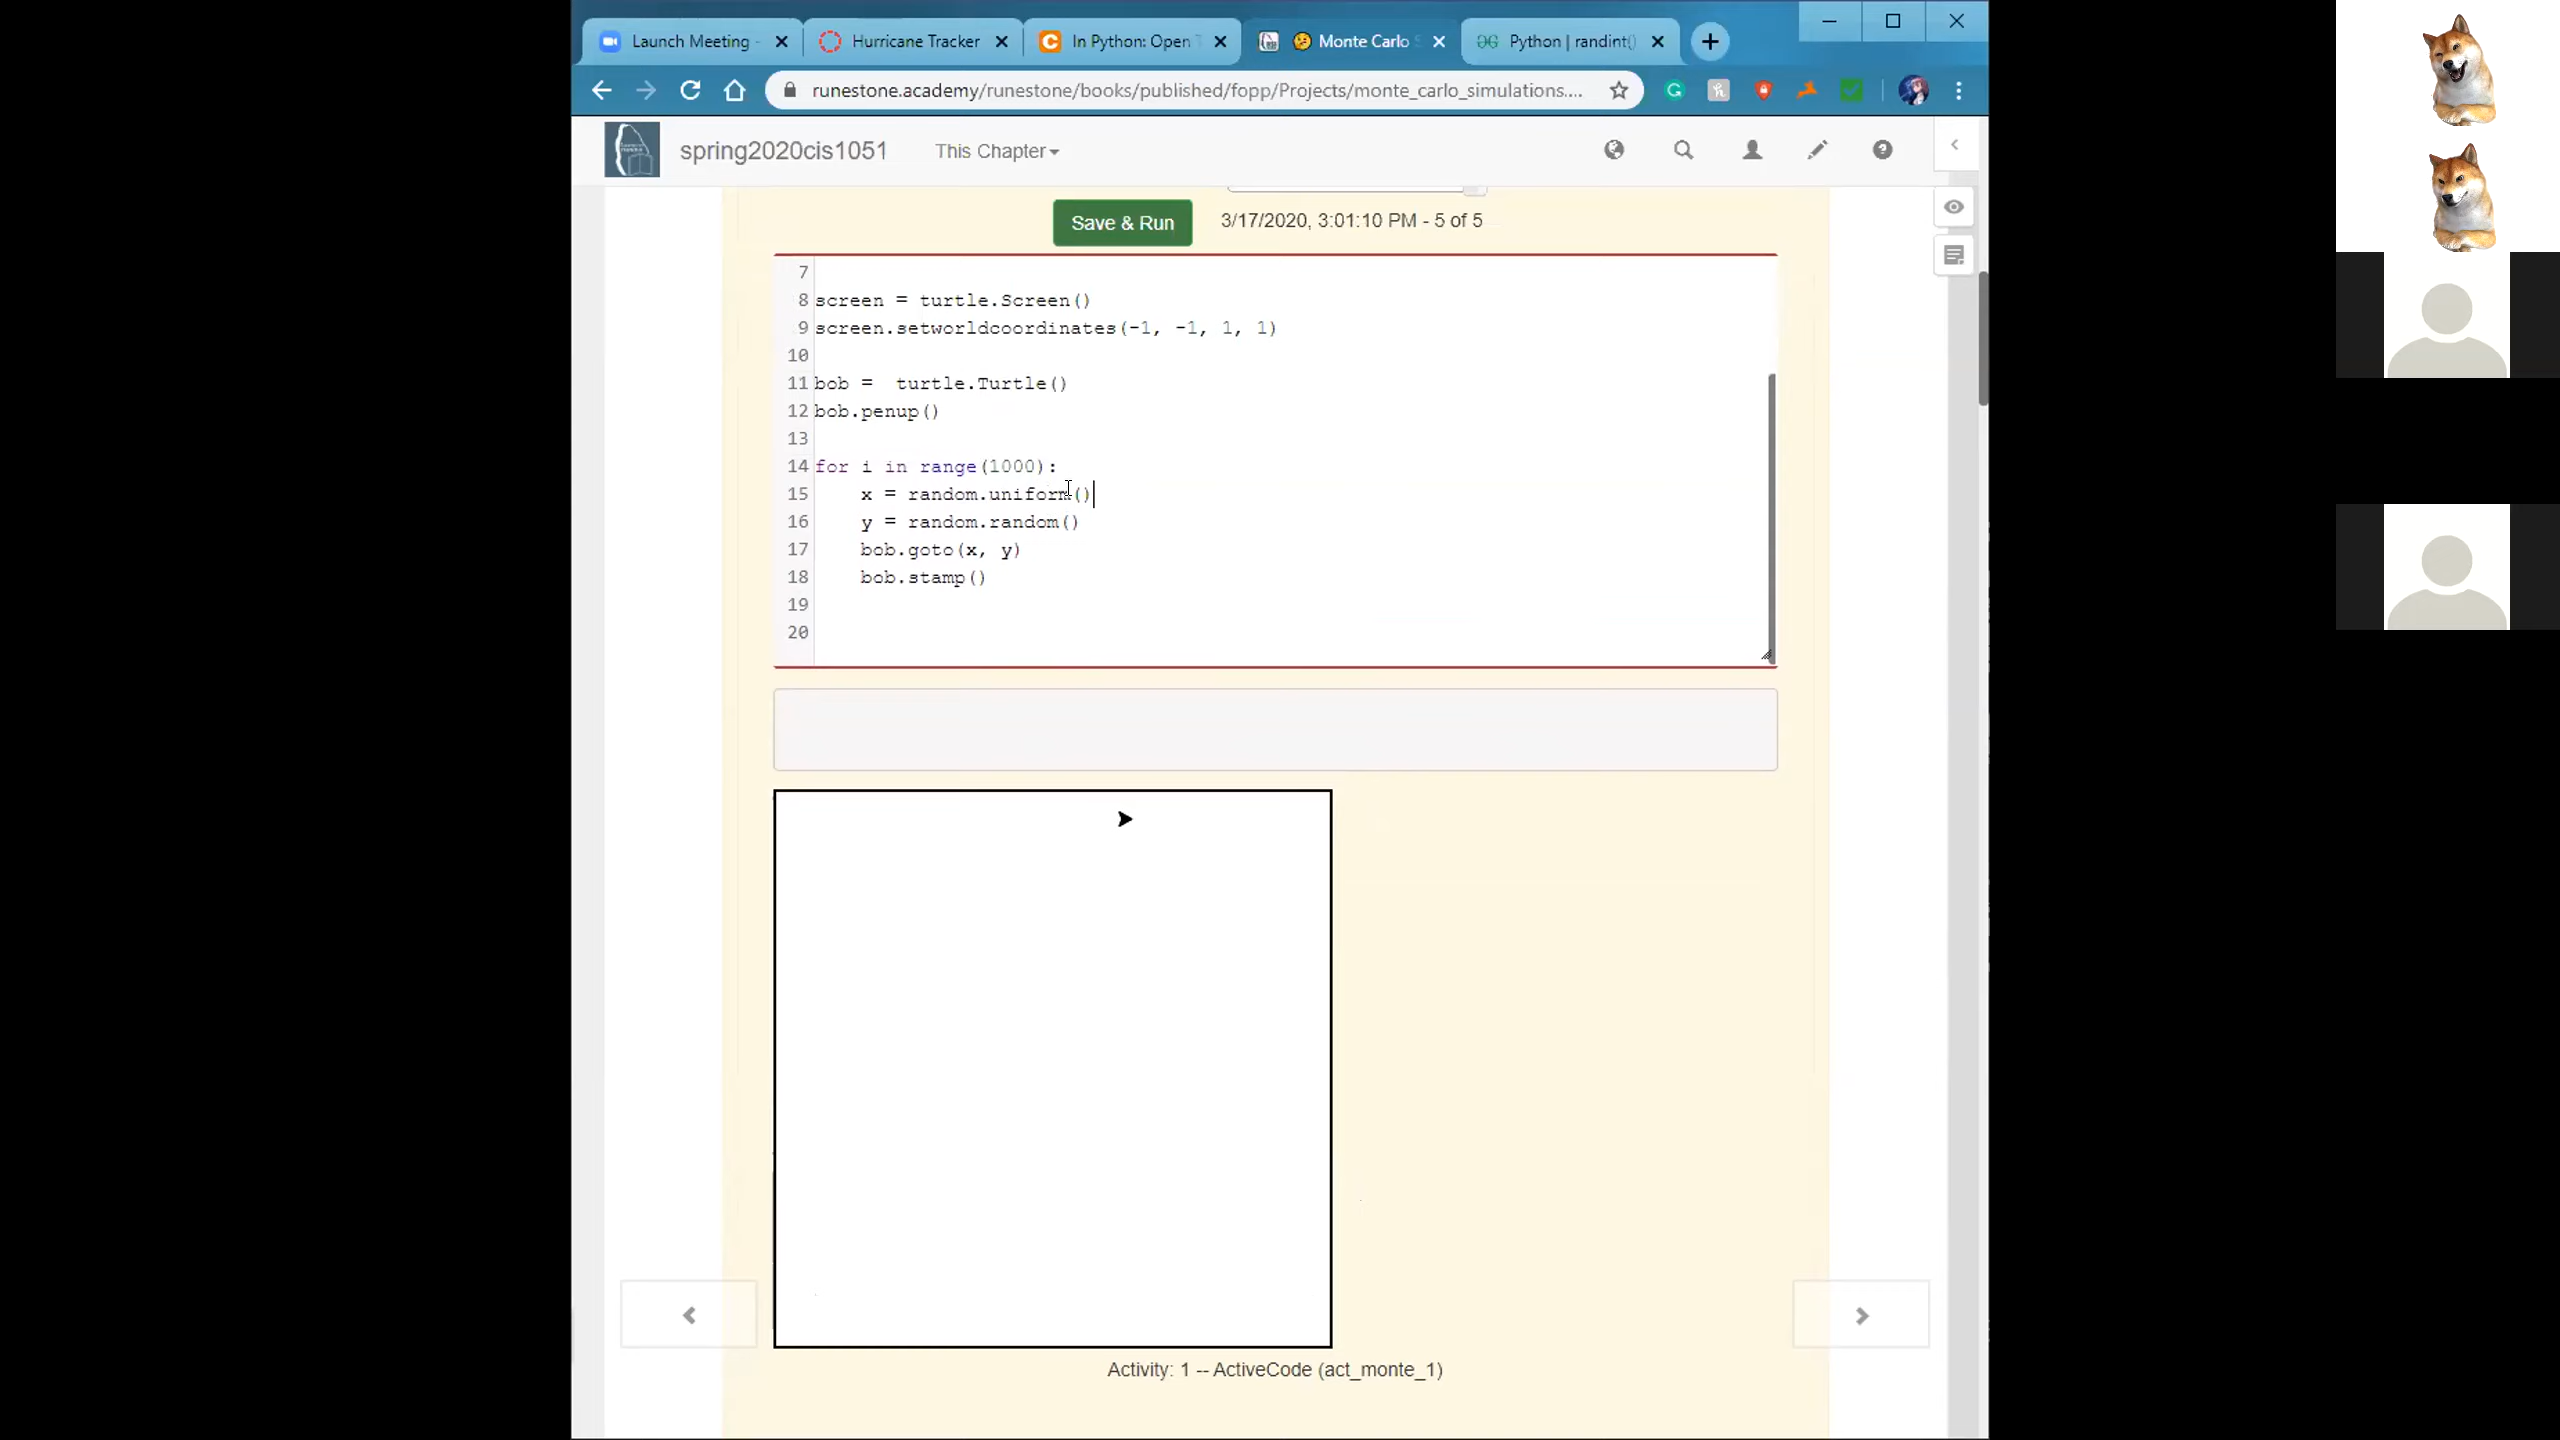 Launch Meeting -
Hurricane Tracker
In Python: Open T
Monte Carlo S
Python | randint()
runestone.academy/runestone/books/published/fopp/Projects/monte_carlo_simulations....
spring2020cis1051
This Chapter
Save & Run
3/17/2020, 3:01:10 PM - 5 of 5
7
8 screen = turtle.Screen()
9 screen.setworldcoordinates(-1, -1, 1, 1)
10
11 bob =  turtle.Turtle()
12 bob.penup()
13
14 for i in range(1000):
15     x = random.uniform()
16     y = random.random()
17     bob.goto(x, y)
18     bob.stamp()
19
20
Activity: 1 -- ActiveCode (act_monte_1)